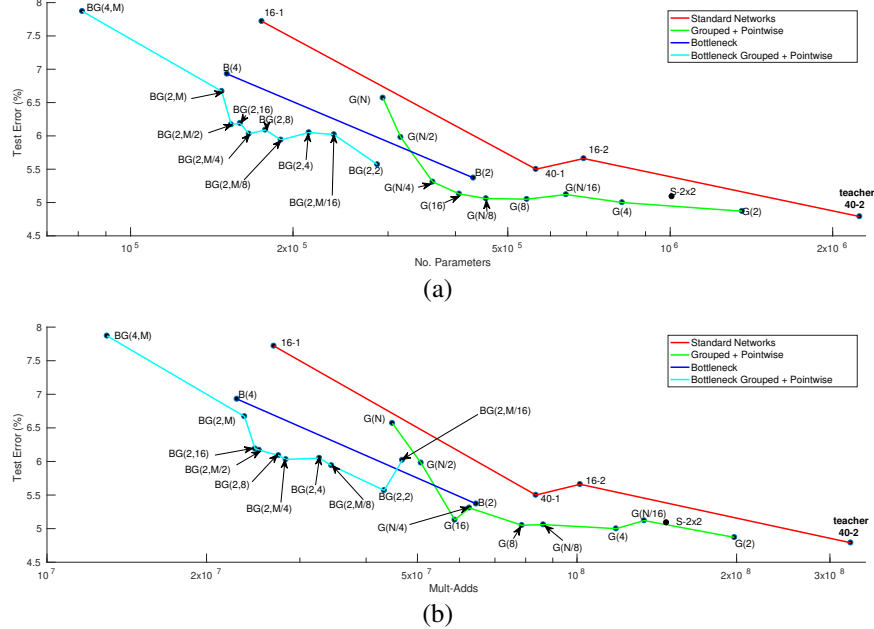 8
7.5
7
6.5
6
5.5
5
4.5
Test Error (%)
BG(4,M)
16-1
Standard Networks
Grouped + Pointwise
Bottleneck
Bottleneck Grouped + Pointwise
B(4)
BG(2,M)
G(N)
BG(2,16)
BG(2,8)
BG(2,M/2)
G(N/2)
BG(2,M/4)
BG(2,4)
16-2
BG(2,M/8)
BG(2,2)
B(2)
40-1
BG(2,M/16)
G(N/4)
G(16)
G(N/8)
G(8)
G(N/16)
G(4)
S-2x2
G(2)
teacher
40-2
10^5
2x10^5
5x10^5
10^6
2x10^6
No. Parameters
(a)
8
7.5
7
6.5
6
5.5
5
4.5
Test Error (%)
BG(4,M)
16-1
Standard Networks
Grouped + Pointwise
Bottleneck
Bottleneck Grouped + Pointwise
B(4)
BG(2,M)
G(N)
BG(2,M/16)
BG(2,16)
BG(2,M/2)
G(N/2)
BG(2,8)
BG(2,4)
BG(2,M/4)
BG(2,M/8)
BG(2,2)
B(2)
40-1
16-2
G(N/4)
G(16)
G(8)
G(N/8)
G(4)
G(N/16)
S-2x2
G(2)
teacher
40-2
10^7
2x10^7
5x10^7
10^8
2x10^8
3x10^8
Mult-Adds
(b)